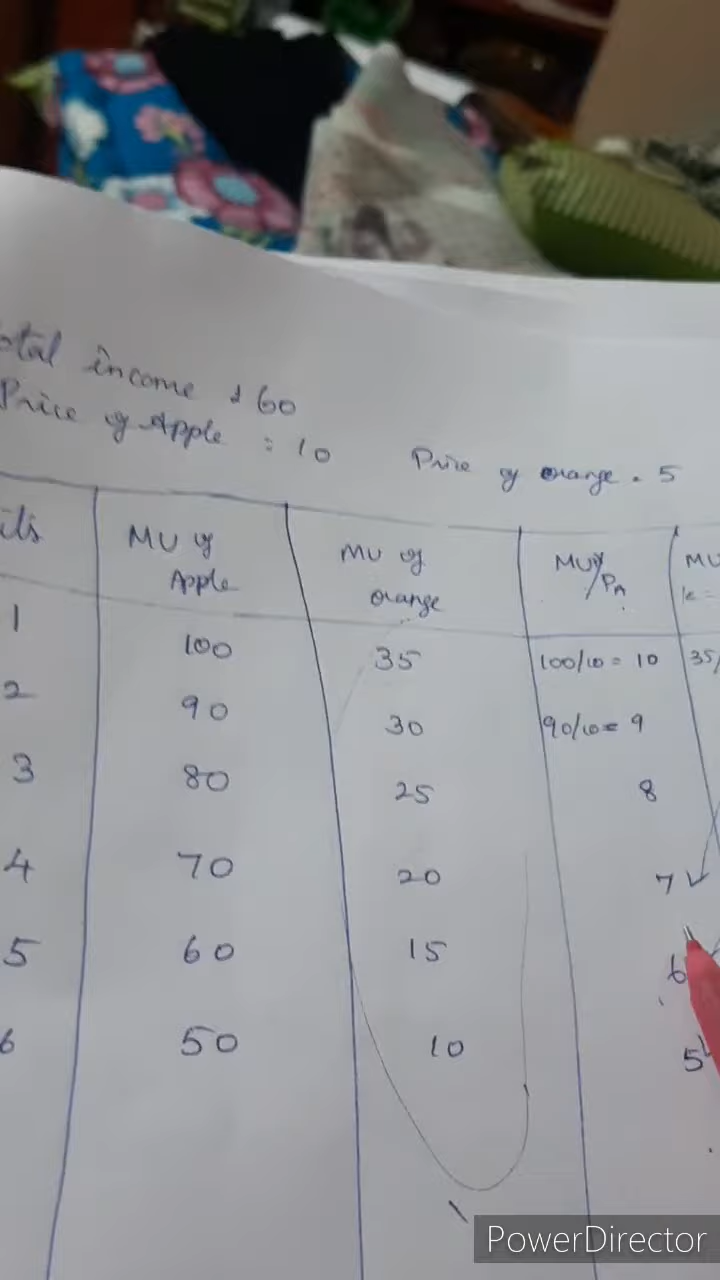 otal income $ 60
Price of Apple = 10 Price of orange = 5
its MU of Apple MU of orange MU/PA MU
1 100 35 100/10 = 10 35/
2 90 30 90/10 = 9
3 80 25 8
4 70 20 7
5 60 15 6
6 50 10 5
PowerDirector